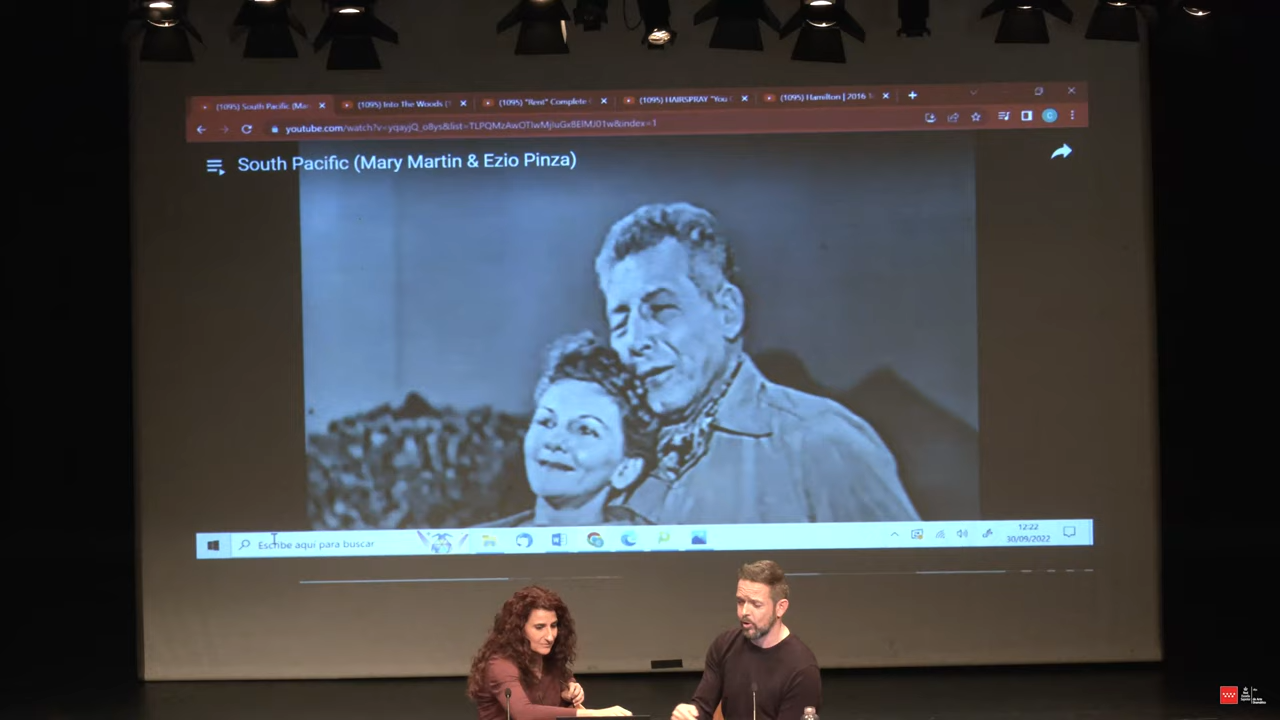 (1095) South Pacific (Ma
(1095) Into The Woods (
(1095) "Rent" Complete
(1095) HAIRSPRAY "You
(1095) Hamilton | 2016
youtube.com/watch?v=yqayjQ_o8ys&list=TLPQMzAwOTIwMjIuGxBElMJ01w&index=1
South Pacific (Mary Martin & Ezio Pinza)
Escribe aquí para buscar
12:22
30/09/2022